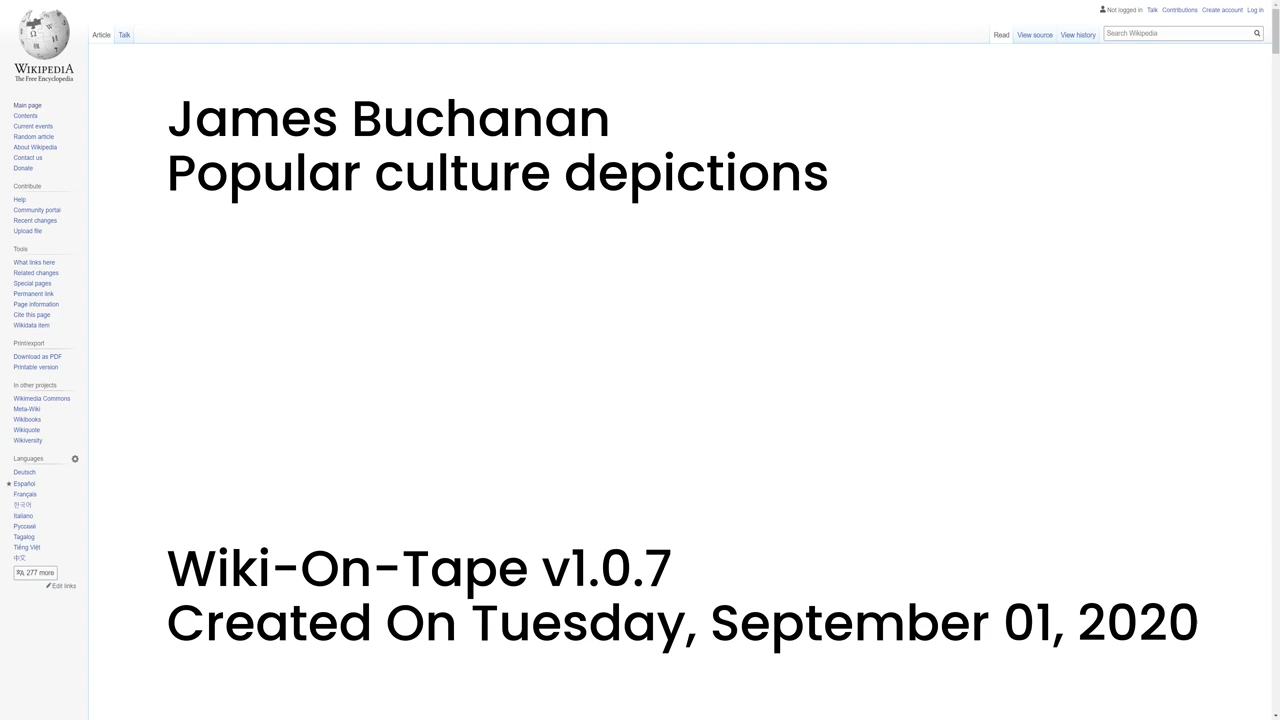 Not logged in Talk Contributions Create account Log in
Article Talk Read View source View history Search Wikipedia
WIKIPEDIA
The Free Encyclopedia
Main page
Contents
Current events
Random article
About Wikipedia
Contact us
Donate
Contribute
Help
Community portal
Recent changes
Upload file
Tools
What links here
Related changes
Special pages
Permanent link
Page information
Cite this page
Wikidata item
Print/export
Download as PDF
Printable version
In other projects
Wikimedia Commons
Meta-Wiki
Wikibooks
Wikiquote
Wikiversity
Languages
Deutsch
Español
Français
한국어
Italiano
Русский
Tagalog
Tiếng Việt
中文
277 more
Edit links
James Buchanan
Popular culture depictions
Wiki-On-Tape v1.0.7
Created On Tuesday, September 01, 2020